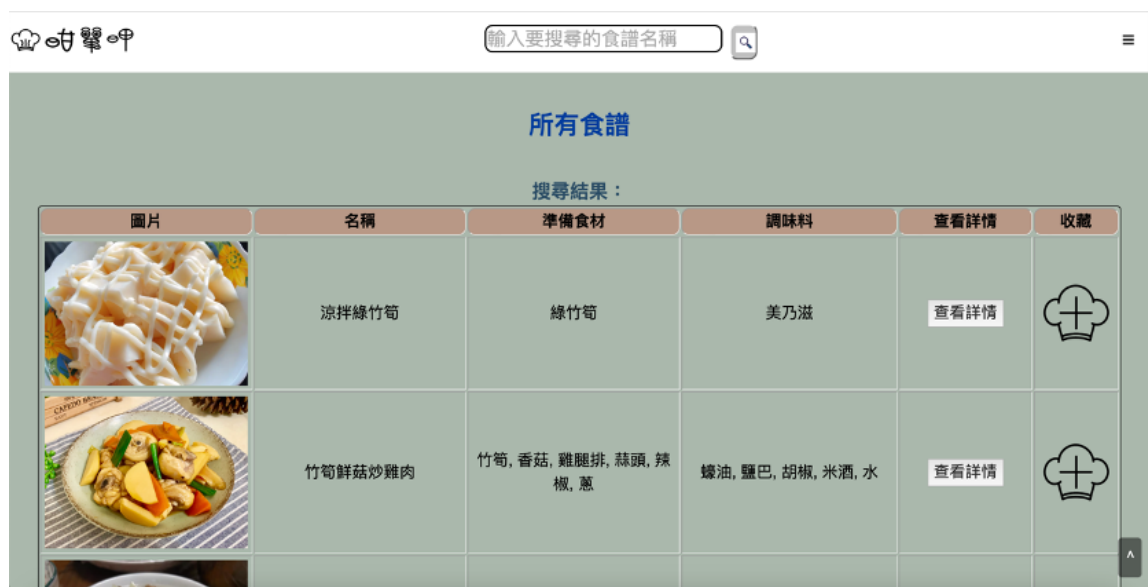 輸入要搜尋的食譜名稱
所有食譜
搜尋結果：
圖片 名稱 準備食材 調味料 查看詳情 收藏
涼拌綠竹筍 綠竹筍 美乃滋 查看詳情
竹筍鮮菇炒雞肉 竹筍, 香菇, 雞腿排, 蒜頭, 辣
椒, 蔥 蠔油, 鹽巴, 胡椒, 米酒, 水 查看詳情